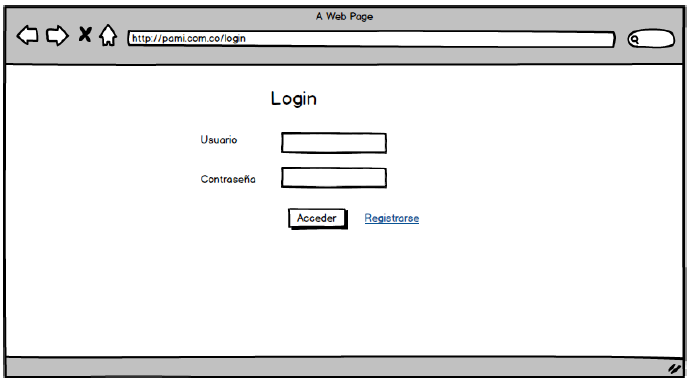 A Web Page
http://pami.com.co/login
Login
Usuario
Contraseña
Acceder Registrarse